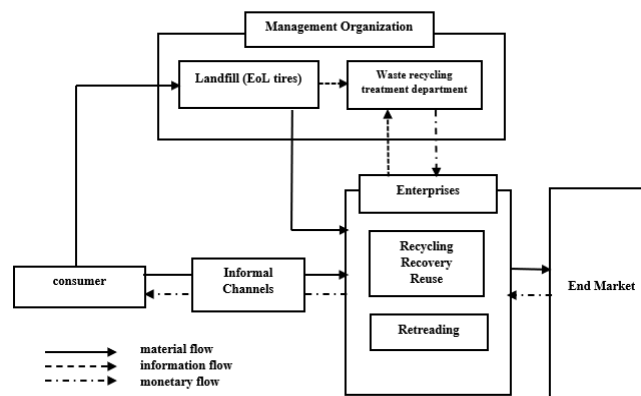 Management Organization
Landfill (EoL tires)
Waste recycling
treatment department
Enterprises
Recycling
Recovery
Reuse
Retreading
consumer
Informal
Channels
End Market
material flow
information flow
monetary flow